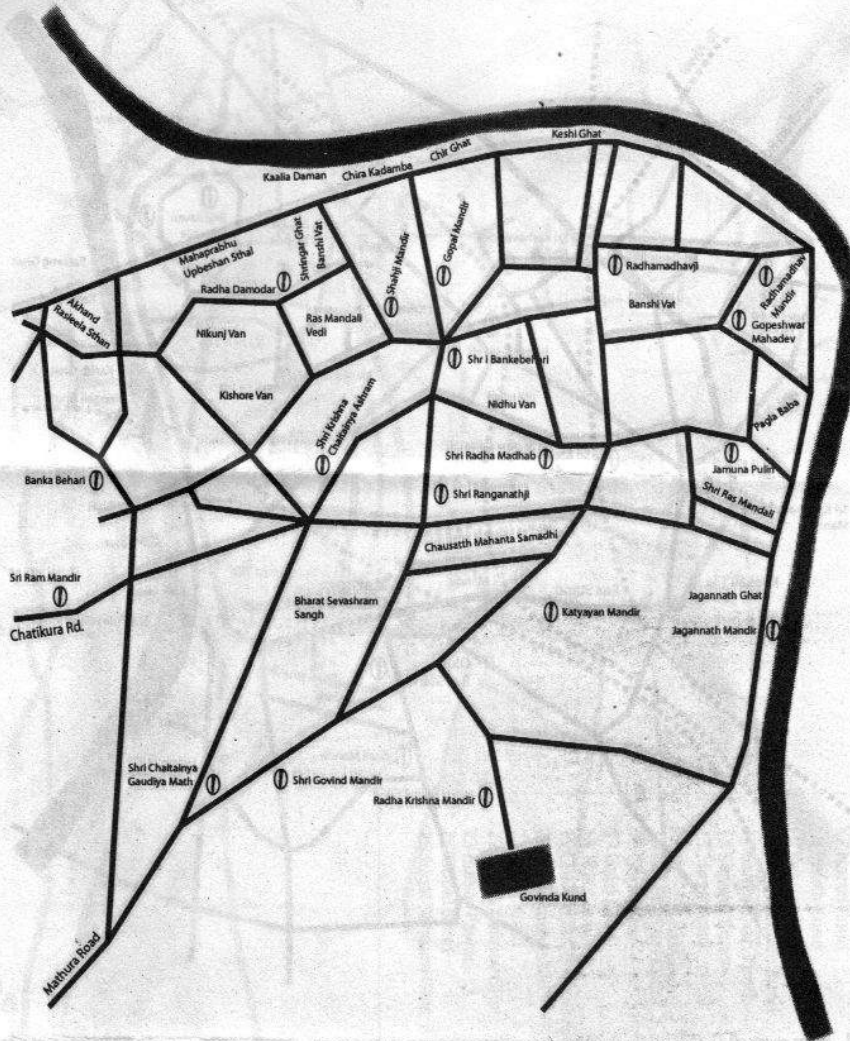 Keshi Ghat
Chir Ghat
Chira Kadamba
Kaalia Daman
Mahaprabhu
Upbeshan Sthal
Shringar Ghat
Banshi Vat
Shahji Mandir
Gopal Mandir
Radhamadhavji
Radhamadhav
Mandir
Radha Damodar
Akhand
Rasleela Sthan
Nikunj Van
Ras Mandali
Vedi
Banshi Vat
Gopeshwar
Mahadev
Shri Bankebehari
Kishore Van
Nidhu Van
Shri Krishna
Chaitainya Ashram
Pagla Baba
Shri Radha Madhab
Jamuna Pulin
Banka Behari
Shri Ranganathji
Shri Ras Mandali
Chausatth Mahanta Samadhi
Sri Ram Mandir
Chatikura Rd.
Bharat Sevashram
Sangh
Katyayan Mandir
Jagannath Ghat
Jagannath Mandir
Shri Chaitainya
Gaudiya Math
Shri Govind Mandir
Radha Krishna Mandir
Govinda Kund
Mathura Road